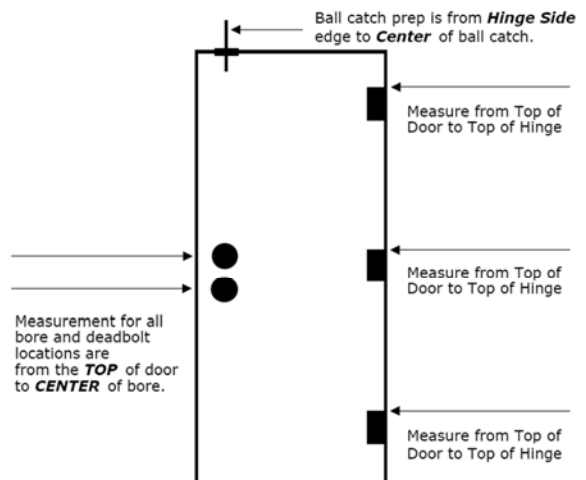 Ball catch prep is from Hinge Side
edge to Center of ball catch.
Measure from Top of
Door to Top of Hinge
Measure from Top of
Door to Top of Hinge
Measurement for all
bore and deadbolt
locations are
from the TOP of door
to CENTER of bore.
Measure from Top of
Door to Top of Hinge